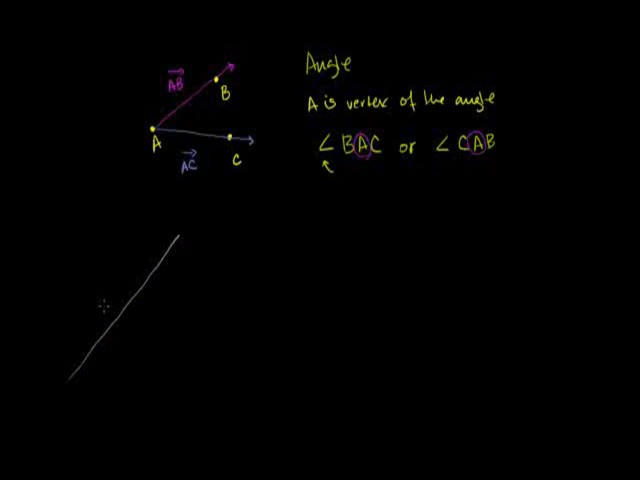 Angle
AB
B
A is vertex of the angle
A
AC
C
∠ BAC or ∠ CAB